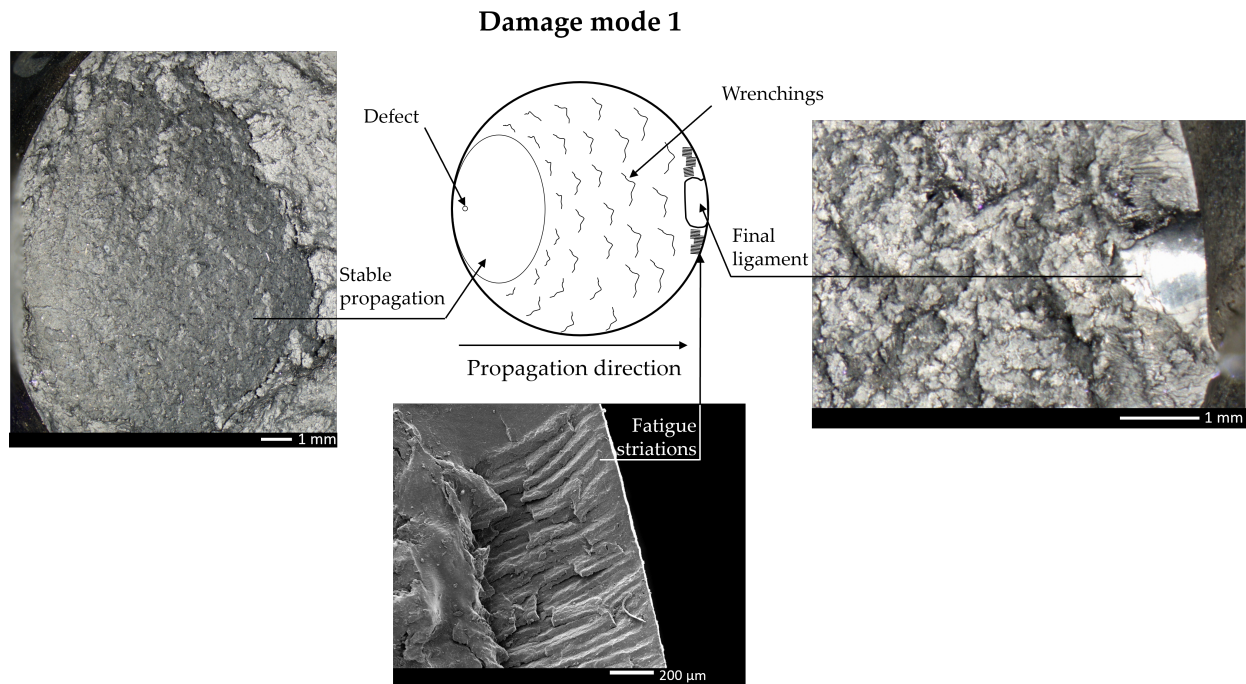 Damage mode 1
Defect
Wrenchings
Stable
propagation
Final
ligament
Propagation direction
Fatigue
striations
1 mm
1 mm
200 µm